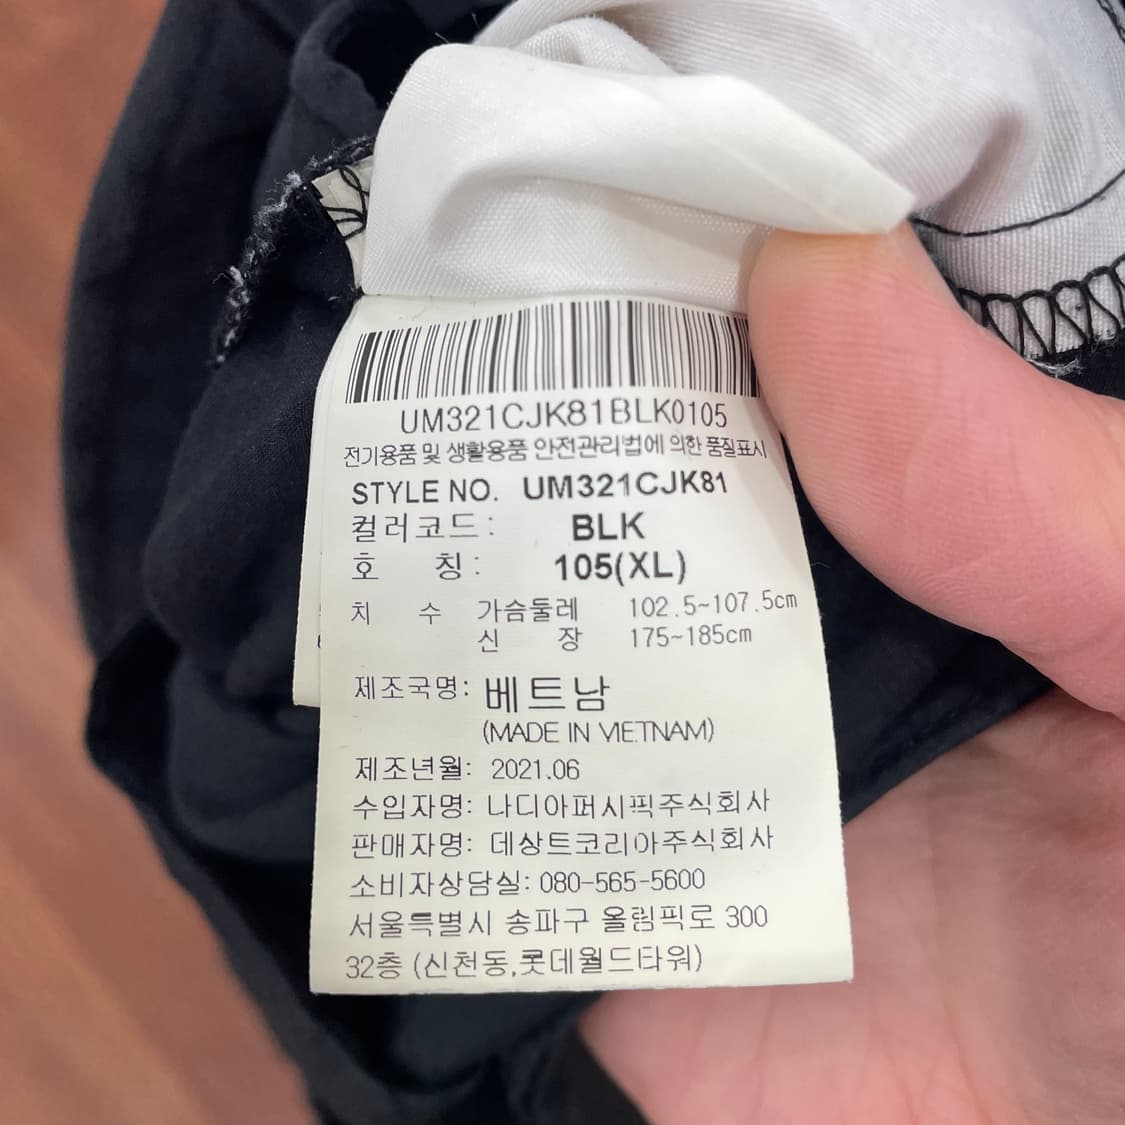 UM321CJK81BLK0105
전기용품 및 생활용품 안전관리법에 의한 품질표시
STYLE NO. UM321CJK81
컬러코드: BLK
호 칭: 105(XL)
치 수 가슴둘레 102.5~107.5cm
신 장 175~185cm
제조국명: 베트남
(MADE IN VIETNAM)
제조년월: 2021.06
수입자명: 나디아퍼시픽주식회사
판매자명: 데상트코리아주식회사
소비자상담실: 080-565-5600
서울특별시 송파구 올림픽로 300
32층 (신천동,롯데월드타워)